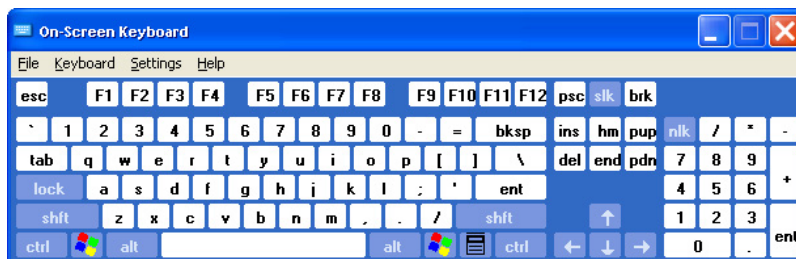 On-Screen Keyboard
File Keyboard Settings Help
esc F1 F2 F3 F4 F5 F6 F7 F8 F9 F10 F11 F12 psc slk brk
` 1 2 3 4 5 6 7 8 9 0 - = bksp ins hm pup nlk / * -
tab q w e r t y u i o p [ ] \ del end pdn 7 8 9 +
lock a s d f g h j k l ; ' ent 4 5 6
shft z x c v b n m , . / shft ↑ 1 2 3 ent
ctrl alt alt ctrl ← ↓ → 0 .